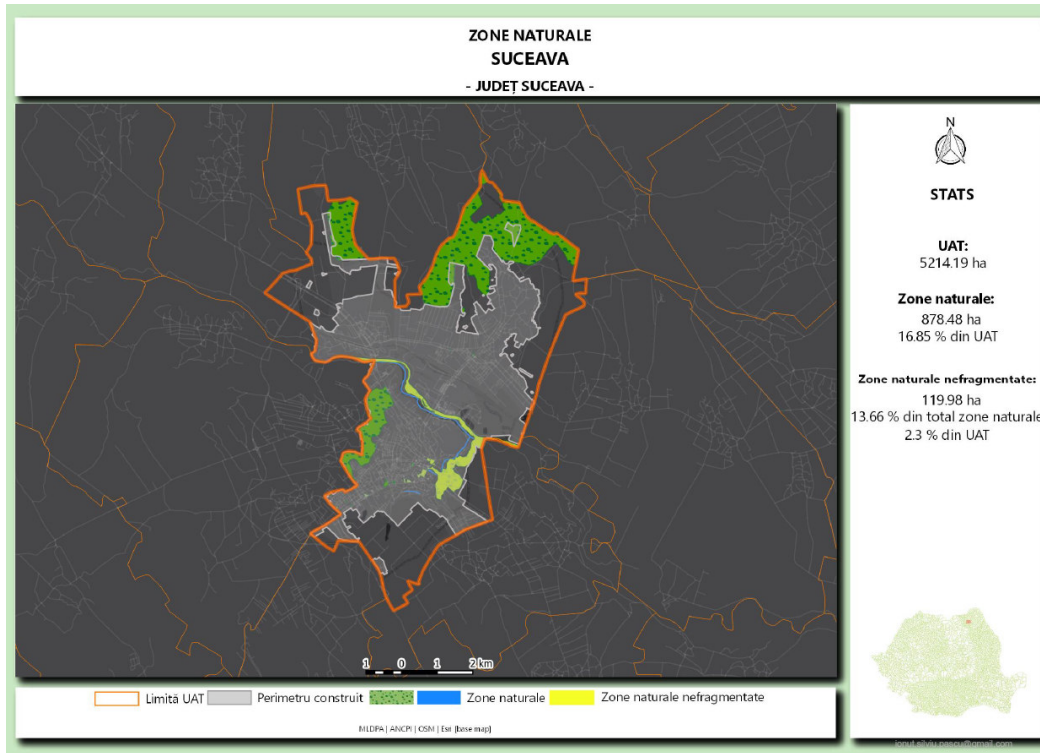 ZONE NATURALE
SUCEAVA
- JUDEȚ SUCEAVA -
N
STATS
UAT:
5214.19 ha
Zone naturale:
878.48 ha
16.85 % din UAT
Zone naturale nefragmentate:
119.98 ha
13.66 % din total zone naturale
2.3 % din UAT
1 0 1 2 km
Limită UAT Perimetru construit Zone naturale Zone naturale nefragmentate
MLDPA | ANCPI | OSM | Esri (base map)
ionut.silviu.pascu@gmail.com